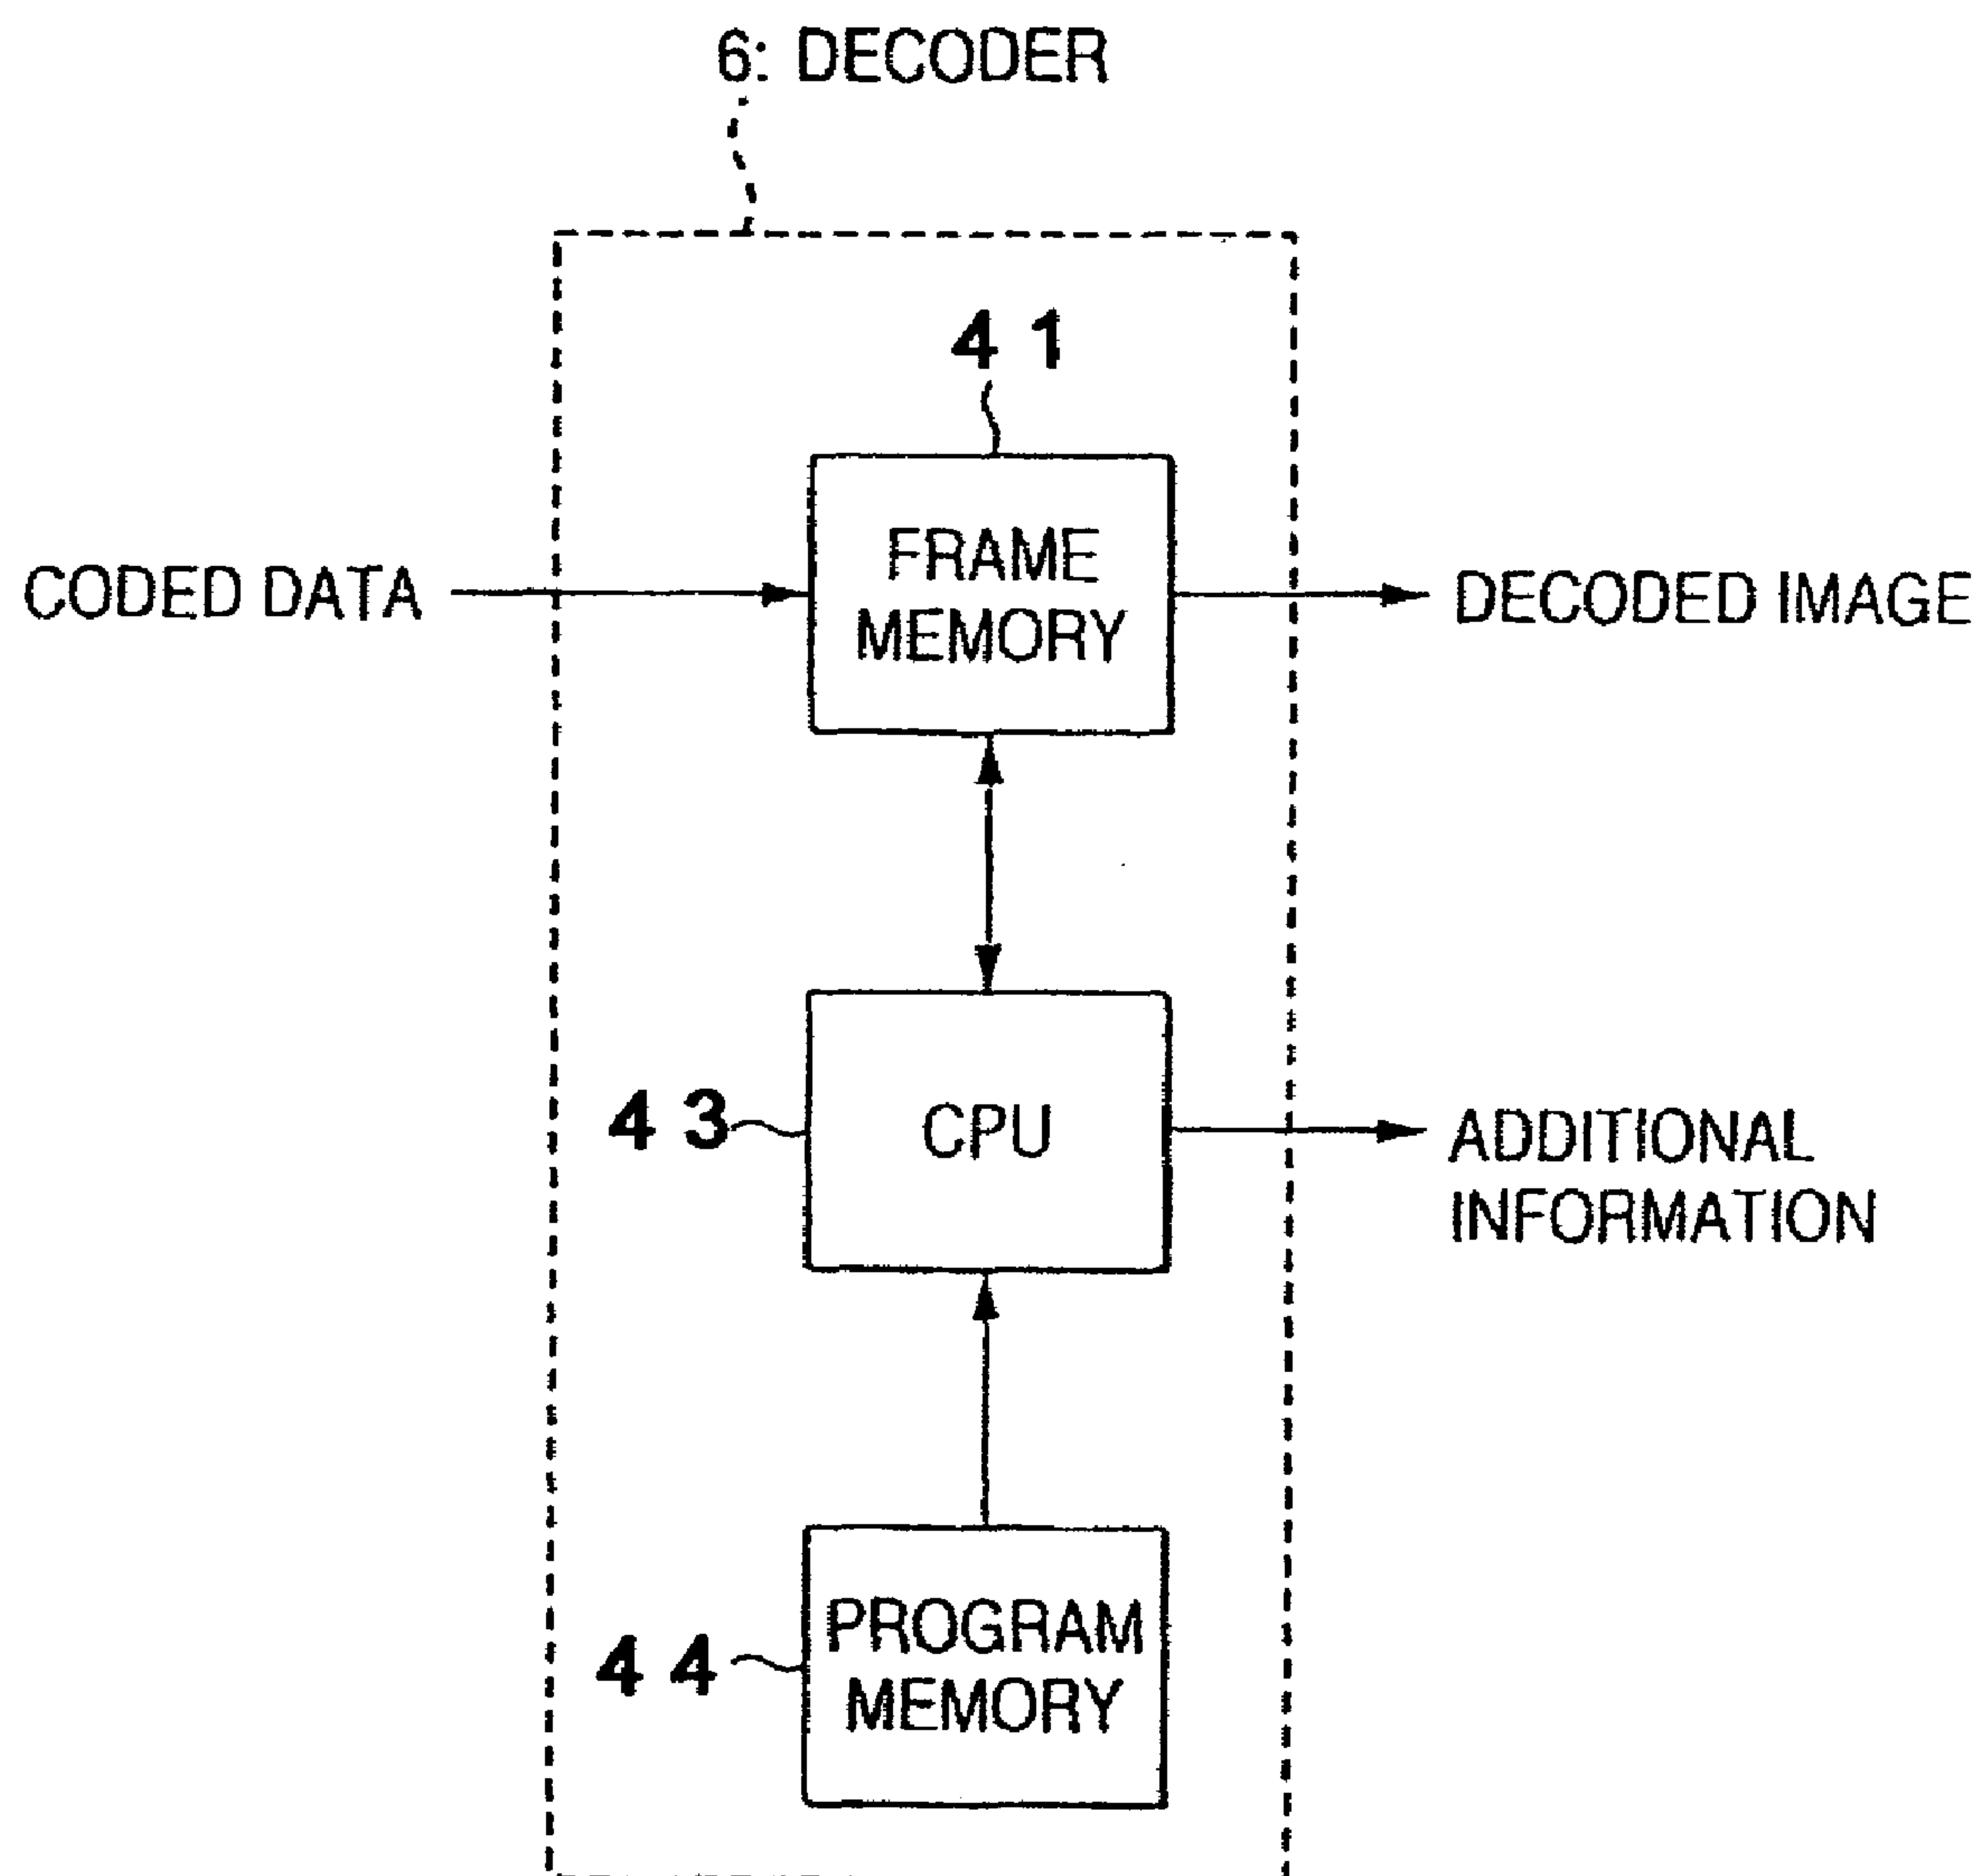 6: DECODER
4 1
FRAME
MEMORY
CODED DATA
DECODED IMAGE
4 3
CPU
ADDITIONAL
INFORMATION
4 4
PROGRAM
MEMORY